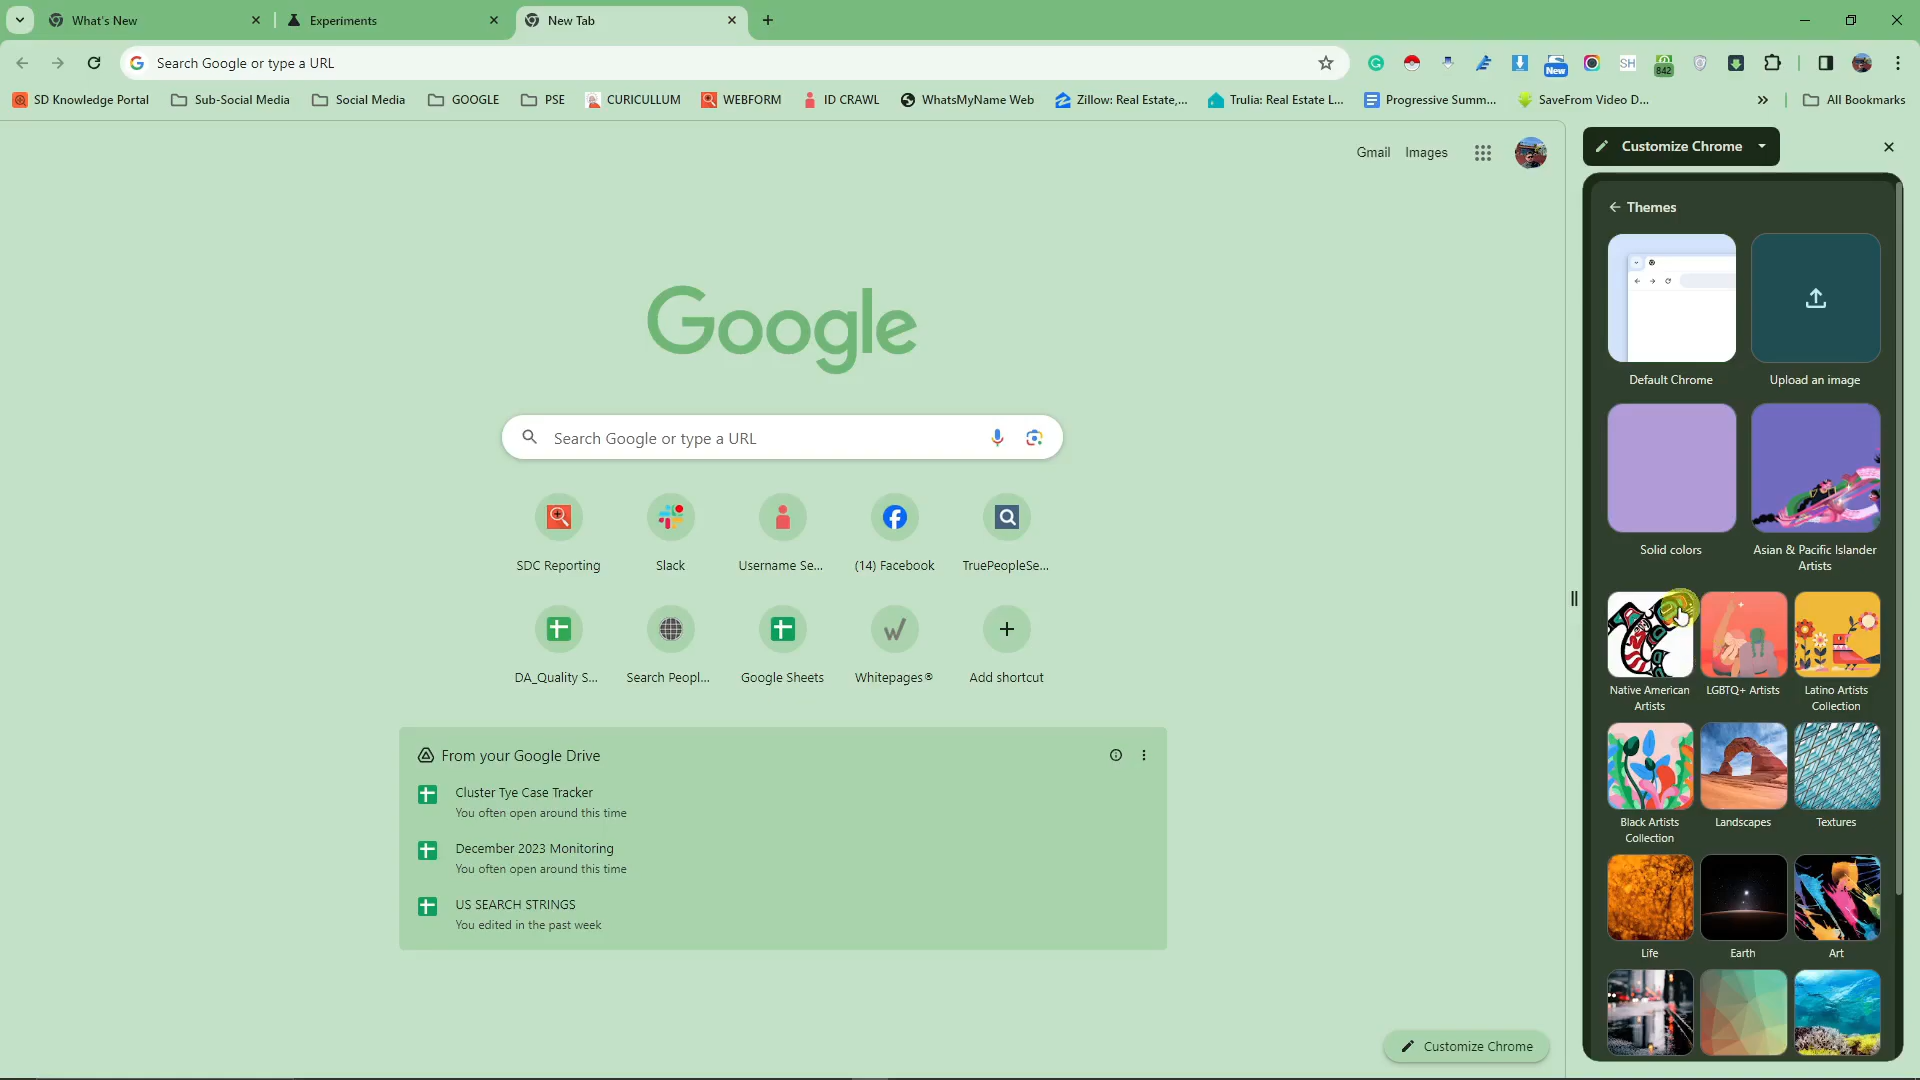 What's New
Experiments
New Tab
Search Google or type a URL
New
SH
842
SD Knowledge Portal
Sub-Social Media
Social Media
GOOGLE
PSE
CURICULLUM
WEBFORM
ID CRAWL
WhatsMyName Web
Zillow: Real Estate,...
Trulia: Real Estate L...
Progressive Summ...
SaveFrom Video D...
All Bookmarks
Gmail
Images
Customize Chrome
Themes
Default Chrome
Upload an image
Solid colors
Asian & Pacific Islander
Artists
Native American
Artists
LGBTQ+ Artists
Latino Artists
Collection
Black Artists
Collection
Landscapes
Textures
Life
Earth
Art
Google
Search Google or type a URL
SDC Reporting
Slack
Username Se...
(14) Facebook
TruePeopleSe...
DA_Quality S...
Search Peopl...
Google Sheets
Whitepages®
Add shortcut
From your Google Drive
Cluster Tye Case Tracker
You often open around this time
December 2023 Monitoring
You often open around this time
US SEARCH STRINGS
You edited in the past week
Customize Chrome